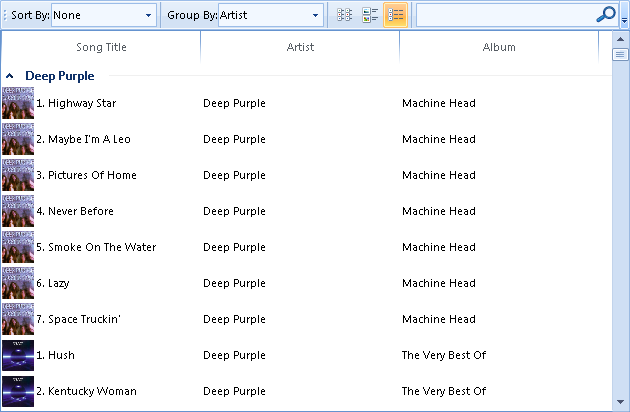 Sort By: None Group By: Artist
Song Title Artist Album
Deep Purple
1. Highway Star Deep Purple Machine Head
2. Maybe I'm A Leo Deep Purple Machine Head
3. Pictures Of Home Deep Purple Machine Head
4. Never Before Deep Purple Machine Head
5. Smoke On The Water Deep Purple Machine Head
6. Lazy Deep Purple Machine Head
7. Space Truckin' Deep Purple Machine Head
1. Hush Deep Purple The Very Best Of
2. Kentucky Woman Deep Purple The Very Best Of